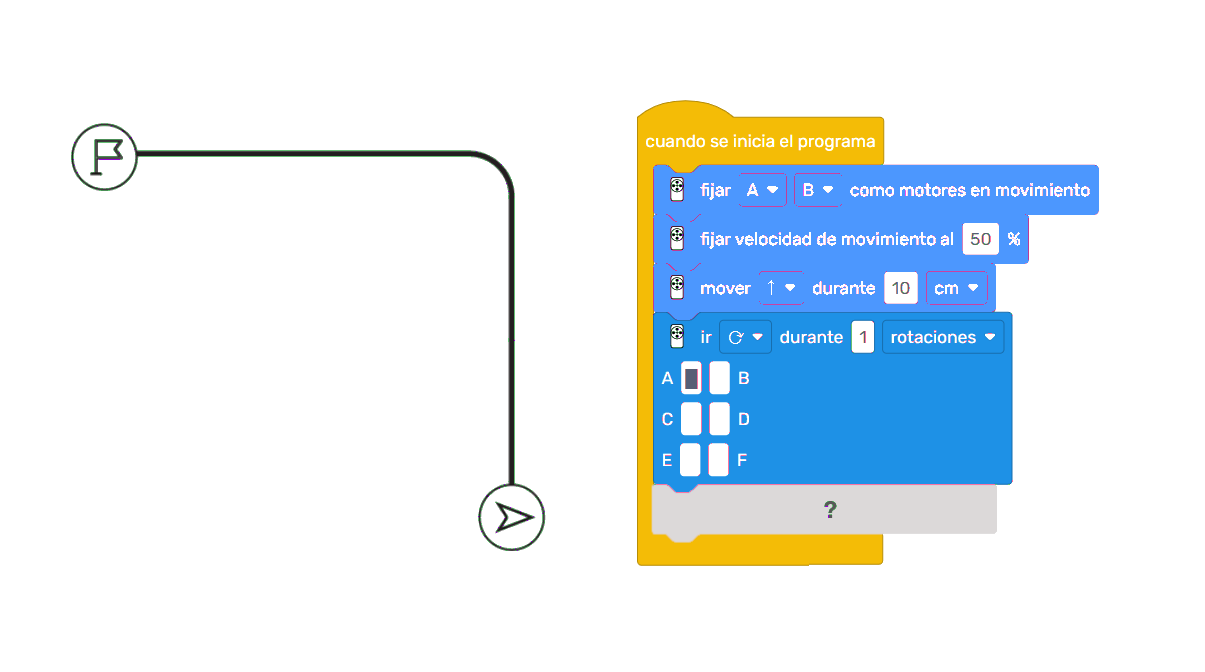 cuando se inicia el programa
fijar A B como motores en movimiento
fijar velocidad de movimiento al 50 %
mover ↑ durante 10 cm
ir durante 1 rotaciones
A B
C D
E F
?